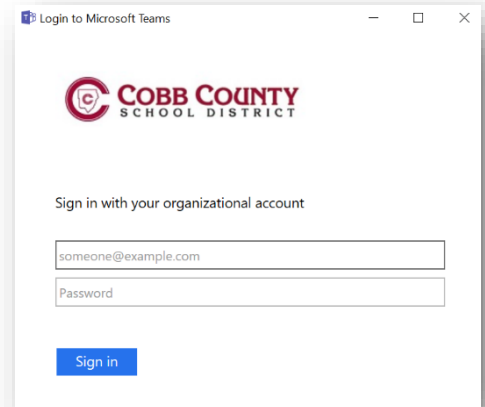 Login to Microsoft Teams
COBB COUNTY
SCHOOL DISTRICT
Sign in with your organizational account
someone@example.com
Password
Sign in